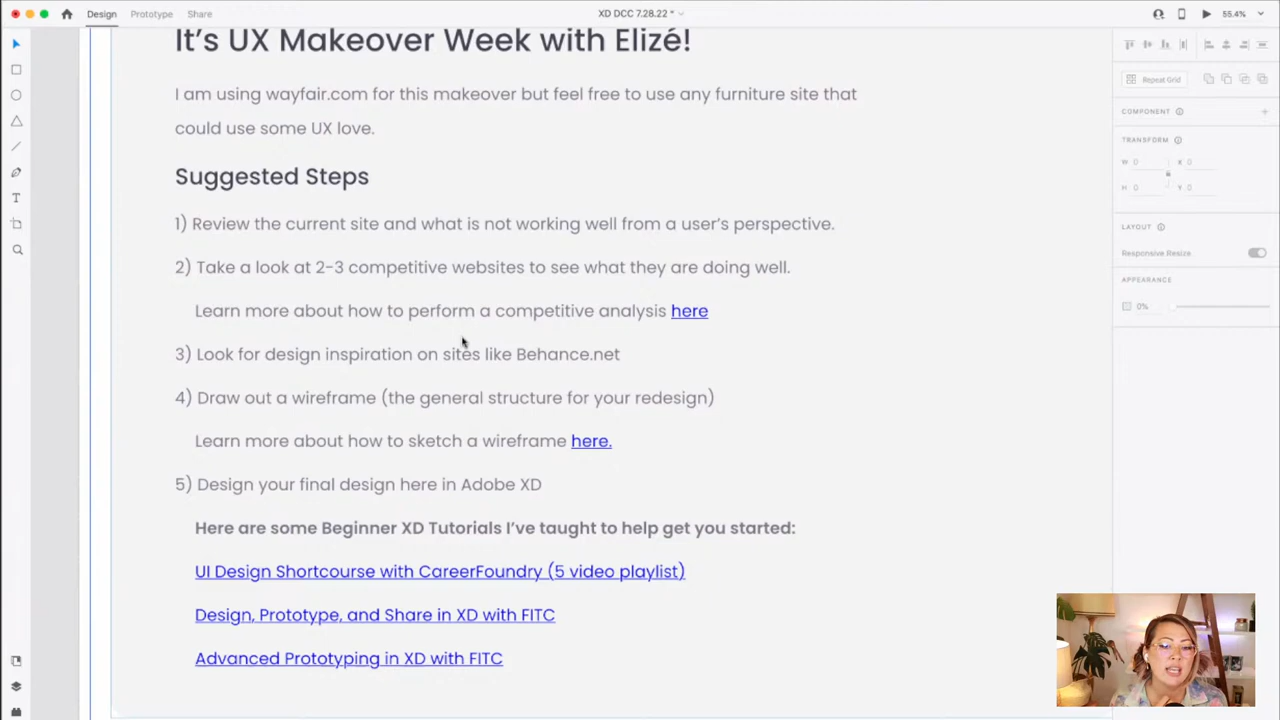 Design Prototype Share XD DCC 7.28.22 * 55.4%
It's UX Makeover Week with Elizé!
I am using wayfair.com for this makeover but feel free to use any furniture site that
could use some UX love.
Suggested Steps
1) Review the current site and what is not working well from a user's perspective.
2) Take a look at 2-3 competitive websites to see what they are doing well.
Learn more about how to perform a competitive analysis here
3) Look for design inspiration on sites like Behance.net
4) Draw out a wireframe (the general structure for your redesign)
Learn more about how to sketch a wireframe here.
5) Design your final design here in Adobe XD
Here are some Beginner XD Tutorials I've taught to help get you started:
UI Design Shortcourse with CareerFoundry (5 video playlist)
Design, Prototype, and Share in XD with FITC
Advanced Prototyping in XD with FITC
Repeat Grid
COMPONENT
TRANSFORM
W 0 X 0
H 0 Y 0
LAYOUT
Responsive Resize
APPEARANCE
0%